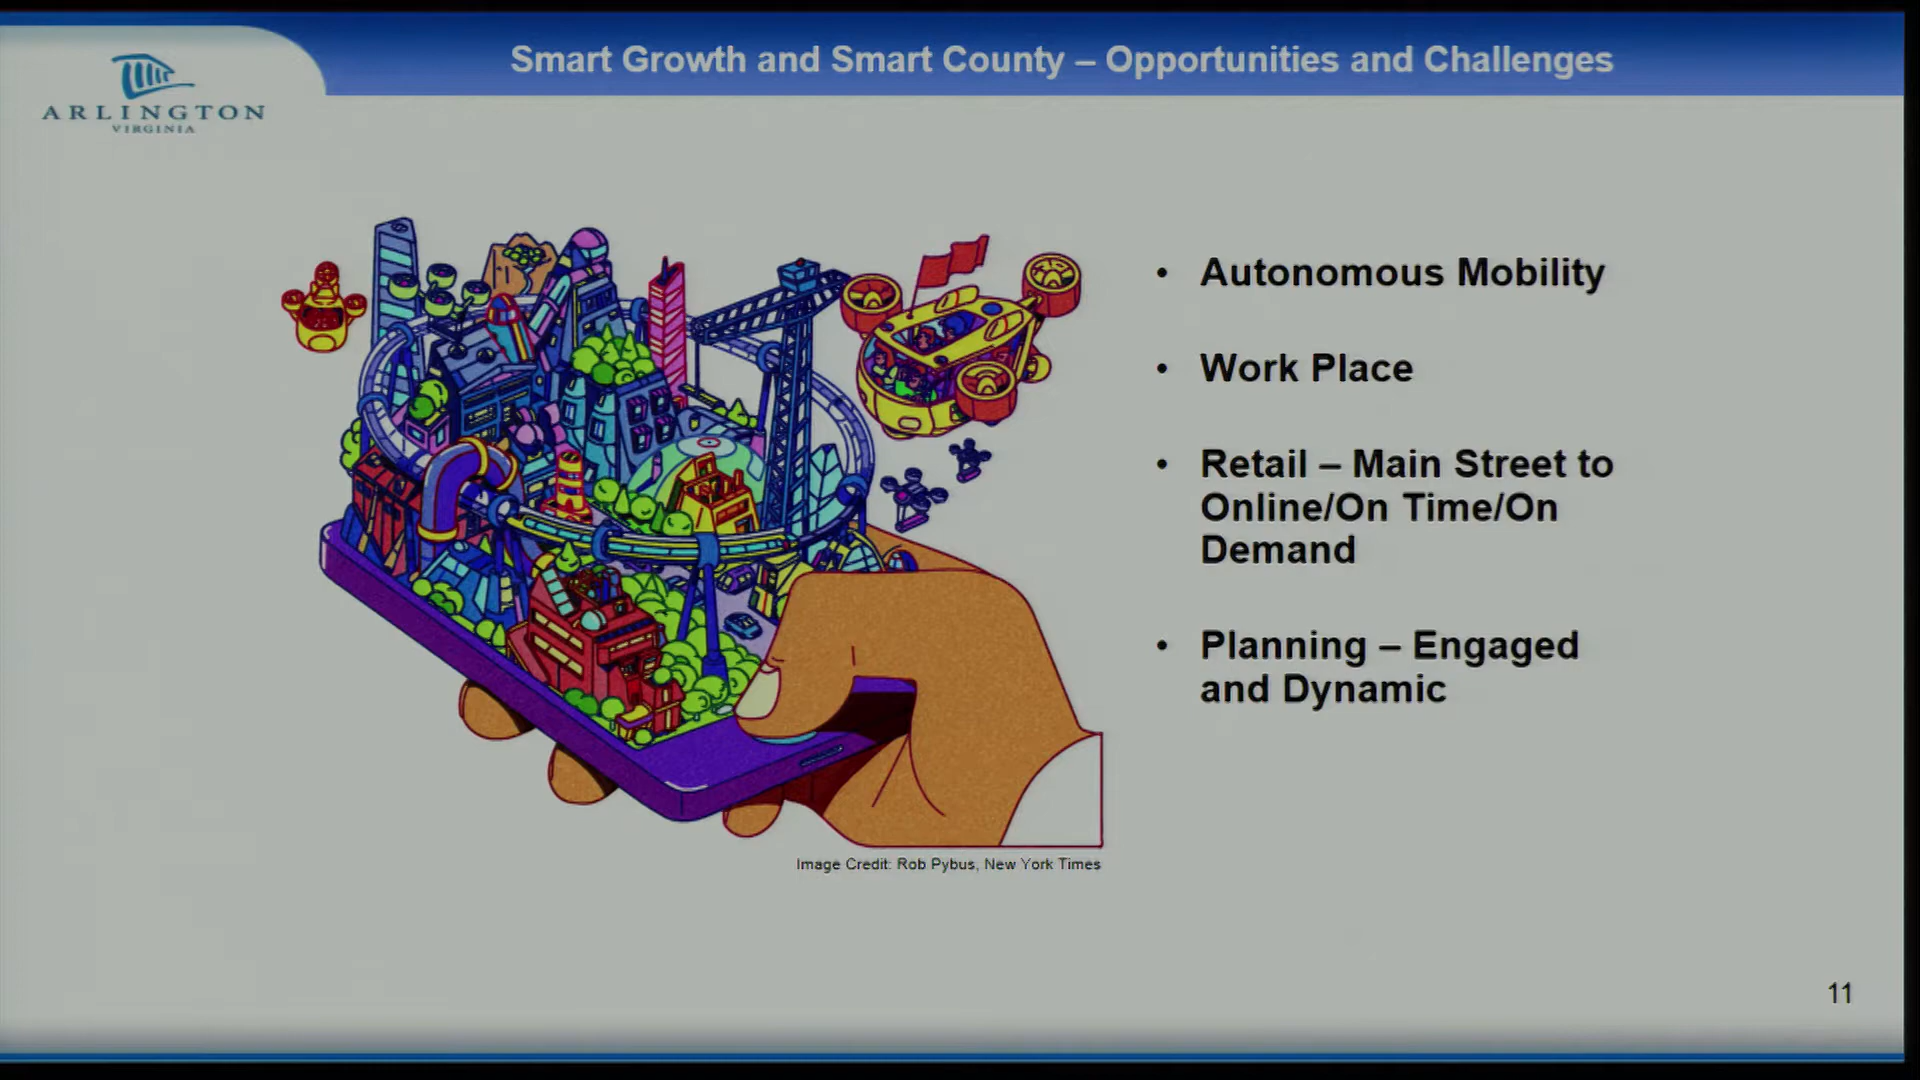 Smart Growth and Smart County – Opportunities and Challenges
ARLINGTON
VIRGINIA
• Autonomous Mobility
• Work Place
• Retail – Main Street to
Online/On Time/On
Demand
• Planning – Engaged
and Dynamic
Image Credit: Rob Pybus, New York Times
11